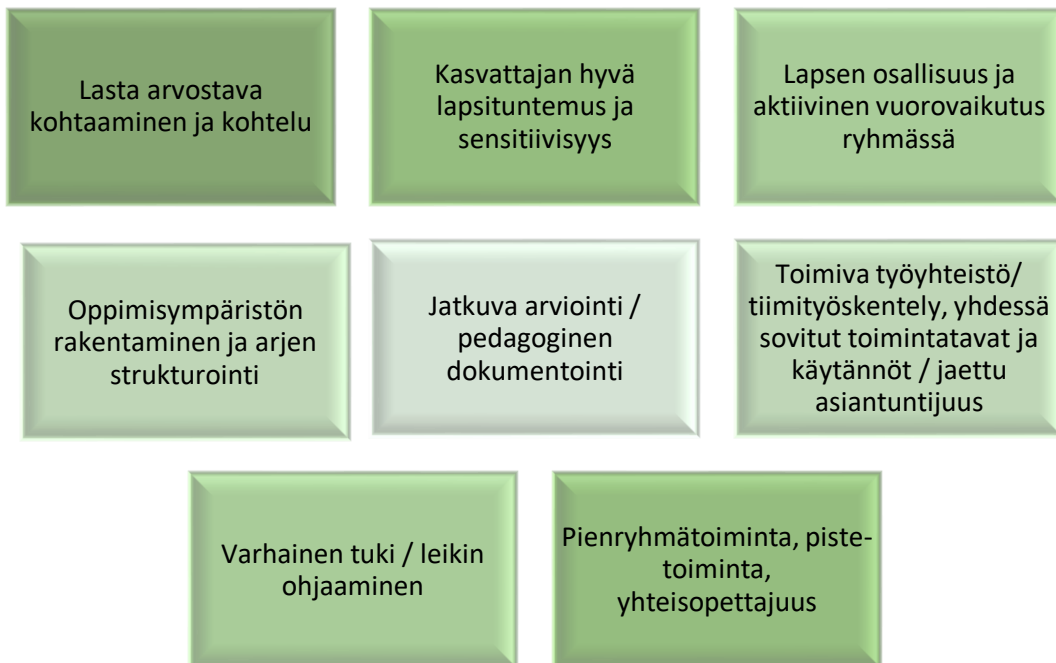 Lasta arvostava
kohtaaminen ja kohtelu
Kasvattajan hyvä
lapsituntemus ja
sensitiivisyys
Lapsen osallisuus ja
aktiivinen vuorovaikutus
ryhmässä
Oppimisympäristön
rakentaminen ja arjen
strukturointi
Jatkuva arviointi /
pedagoginen
dokumentointi
Toimiva työyhteistö/
tiimityöskentely, yhdessä
sovitut toimintatavat ja
käytännöt / jaettu
asiantuntijuus
Varhainen tuki / leikin
ohjaaminen
Pienryhmätoiminta, piste-
toiminta,
yhteisopettajuus